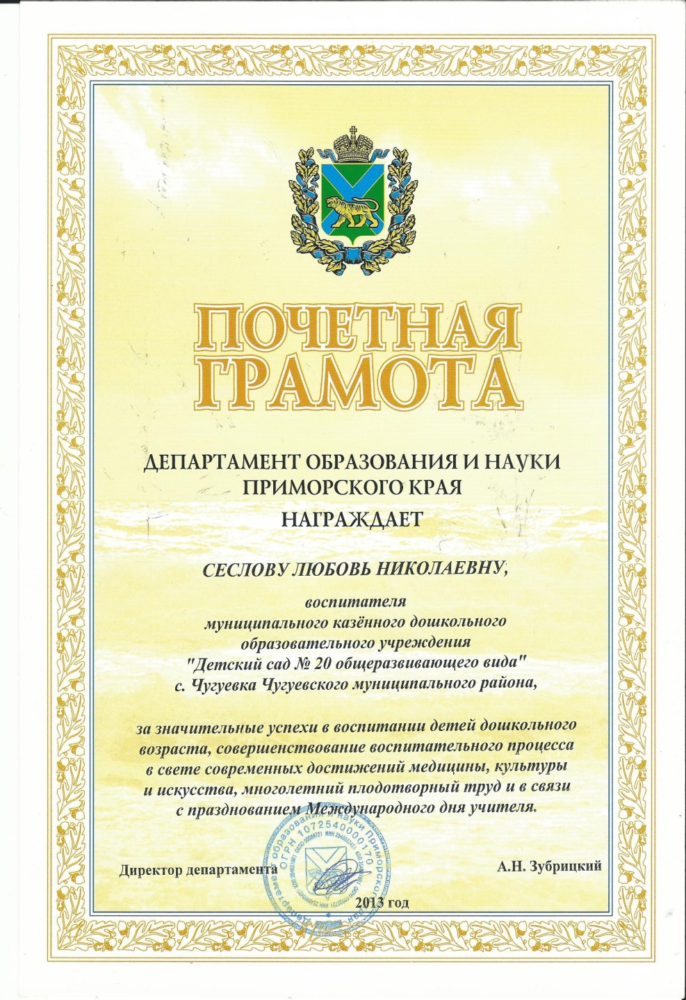 ПОЧЕТНАЯ
ГРАМОТА
ДЕПАРТАМЕНТ ОБРАЗОВАНИЯ И НАУКИ
ПРИМОРСКОГО КРАЯ
НАГРАЖДАЕТ
СЕСЛОВУ ЛЮБОВЬ НИКОЛАЕВНУ,
воспитателя
муниципального казённого дошкольного
образовательного учреждения
"Детский сад № 20 общеразвивающего вида"
с. Чугуевка Чугуевского муниципального района,
за значительные успехи в воспитании детей дошкольного
возраста, совершенствование воспитательного процесса
в свете современных достижений медицины, культуры
и искусства, многолетний плодотворный труд и в связи
с празднованием Международного дня учителя.
Директор департамента
А.Н. Зубрицкий
2013 год
образования и науки Приморского
ОГРН 1072540000170